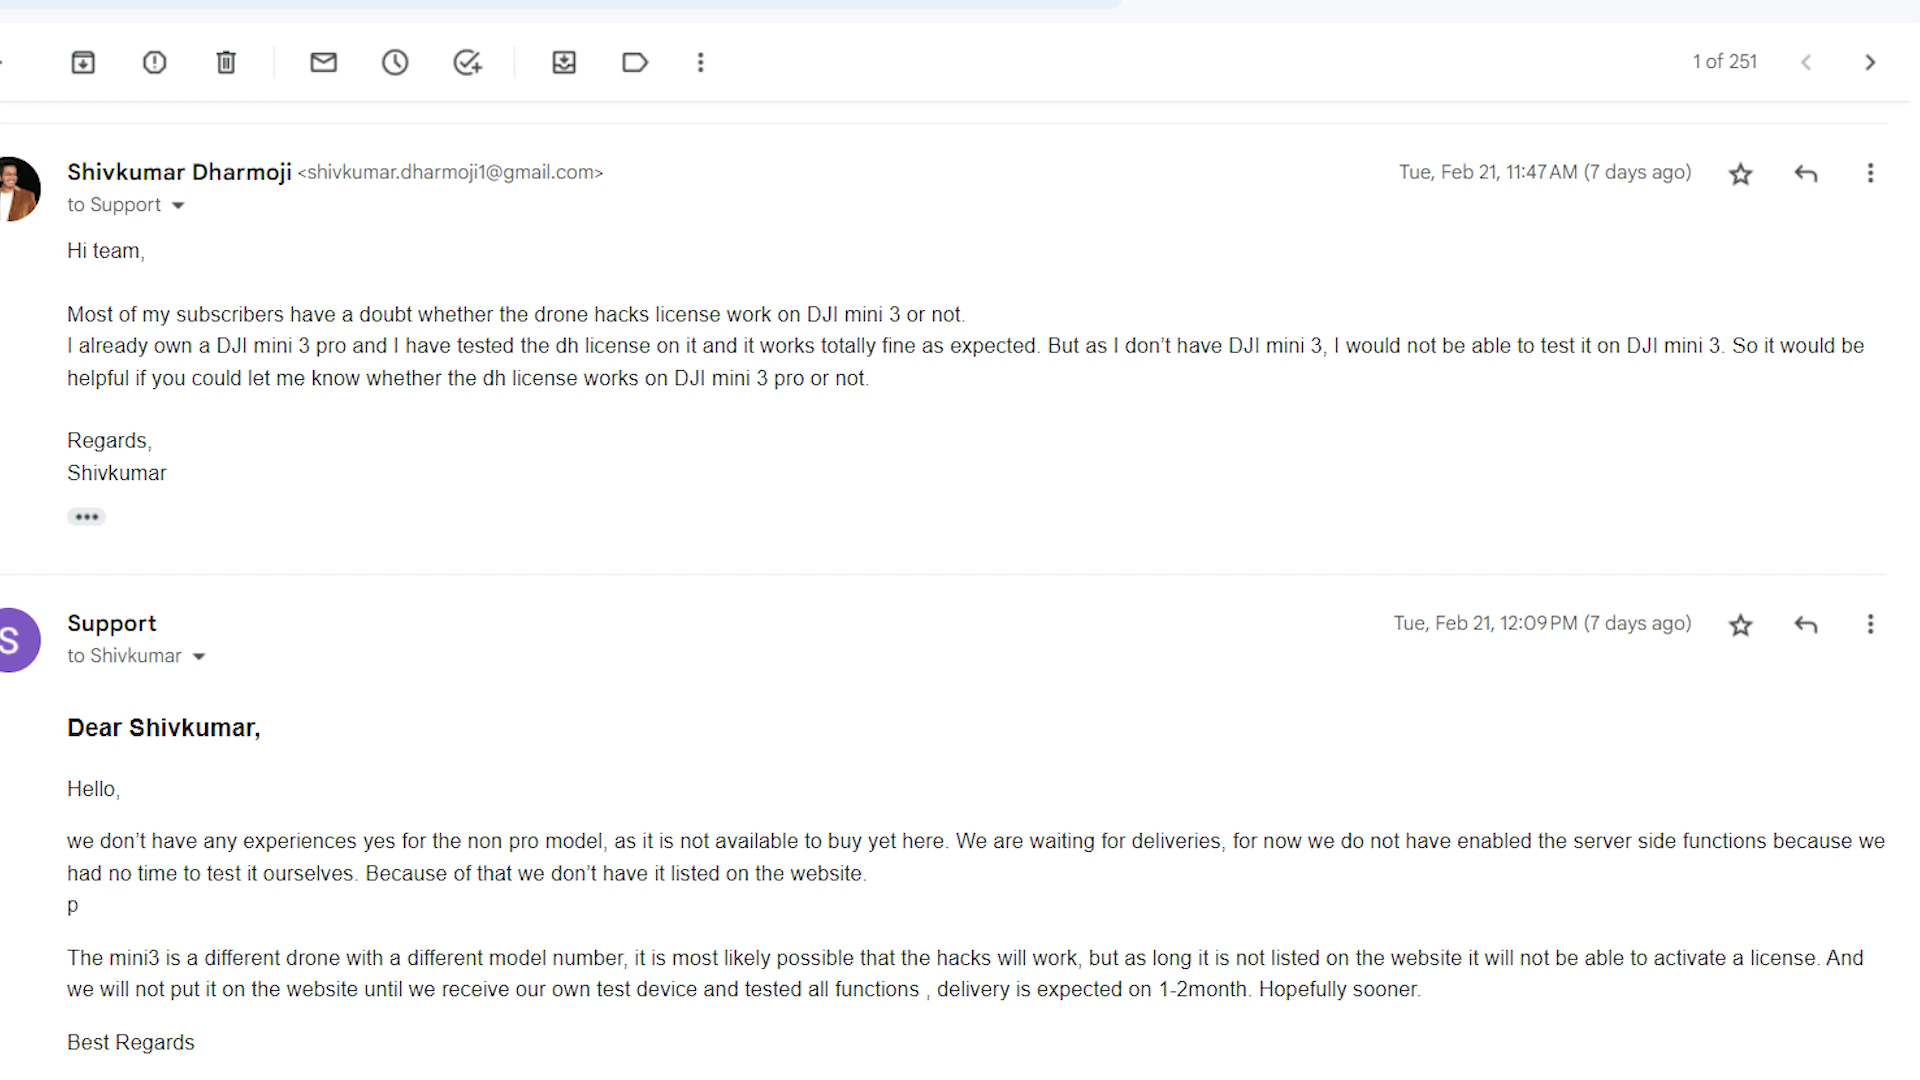 1 of 251
Shivkumar Dharmoji <shivkumar.dharmoji1@gmail.com>
Tue, Feb 21, 11:47 AM (7 days ago)
to Support
Hi team,
Most of my subscribers have a doubt whether the drone hacks license work on DJI mini 3 or not.
I already own a DJI mini 3 pro and I have tested the dh license on it and it works totally fine as expected. But as I don't have DJI mini 3, I would not be able to test it on DJI mini 3. So it would be
helpful if you could let me know whether the dh license works on DJI mini 3 pro or not.
Regards,
Shivkumar
S
Support
Tue, Feb 21, 12:09 PM (7 days ago)
to Shivkumar
Dear Shivkumar,
Hello,
we don't have any experiences yes for the non pro model, as it is not available to buy yet here. We are waiting for deliveries, for now we do not have enabled the server side functions because we
had no time to test it ourselves. Because of that we don't have it listed on the website.
p
The mini3 is a different drone with a different model number, it is most likely possible that the hacks will work, but as long it is not listed on the website it will not be able to activate a license. And
we will not put it on the website until we receive our own test device and tested all functions , delivery is expected on 1-2month. Hopefully sooner.
Best Regards